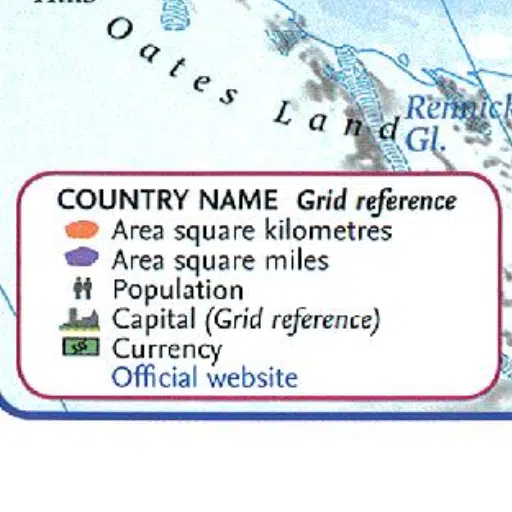 Oates Land
Rennick
Gl.
COUNTRY NAME Grid reference
Area square kilometres
Area square miles
Population
Capital (Grid reference)
Currency
Official website